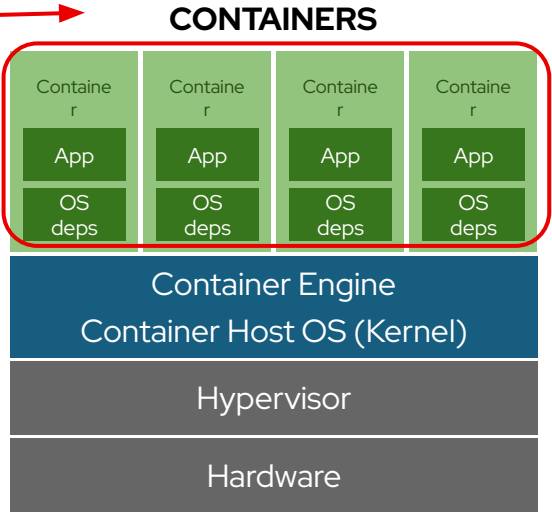 CONTAINERS
Containe
r
App
OS
deps
Containe
r
App
OS
deps
Containe
r
App
OS
deps
Containe
r
App
OS
deps
Container Engine
Container Host OS (Kernel)
Hypervisor
Hardware